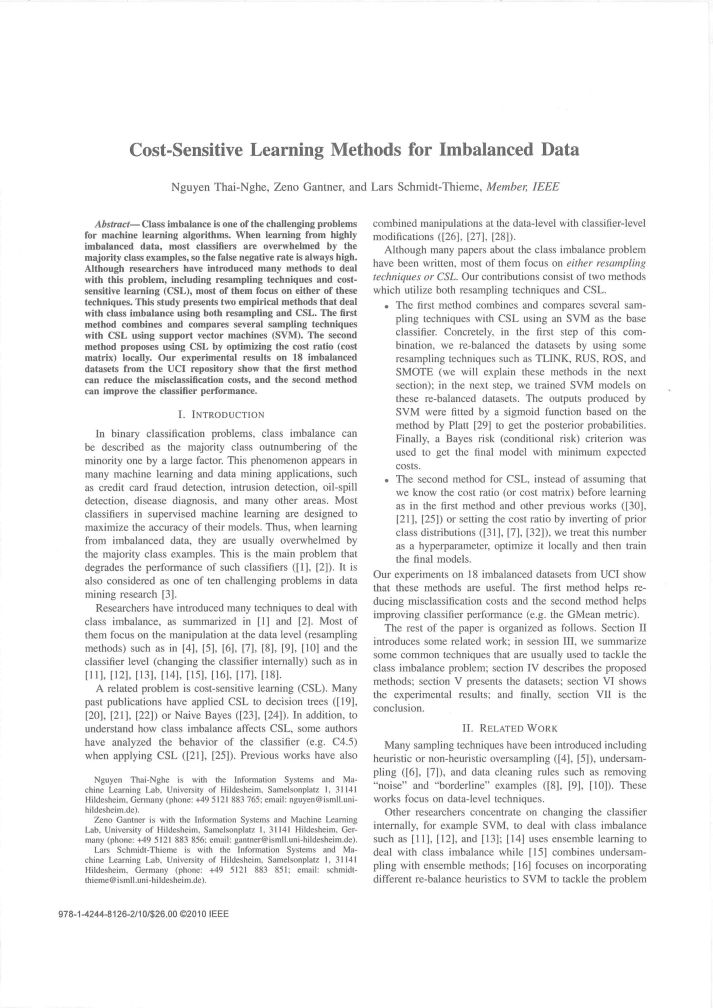 Cost-Sensitive Learning Methods for Imbalanced Data
Nguyen Thai-Nghe, Zeno Gantner, and Lars Schmidt-Thieme, Member, IEEE
Abstract— Class imbalance is one of the challenging problems
for machine learning algorithms. When learning from highly
imbalanced data, most classifiers are overwhelmed by the
majority class examples, so the false negative rate is always high.
Although researchers have introduced many methods to deal
with this problem, including resampling techniques and cost-
sensitive learning (CSL), most of them focus on either of these
techniques. This study presents two empirical methods that deal
with class imbalance using both resampling and CSL. The first
method combines and compares several sampling techniques
with CSL using support vector machines (SVM). The second
method proposes using CSL by optimizing the cost ratio (cost
matrix) locally. Our experimental results on 18 imbalanced
datasets from the UCI repository show that the first method
can reduce the misclassification costs, and the second method
can improve the classifier performance.
I. INTRODUCTION
In binary classification problems, class imbalance can
be described as the majority class outnumbering of the
minority one by a large factor. This phenomenon appears in
many machine learning and data mining applications, such
as credit card fraud detection, intrusion detection, oil-spill
detection, disease diagnosis, and many other areas. Most
classifiers in supervised machine learning are designed to
maximize the accuracy of their models. Thus, when learning
from imbalanced data, they are usually overwhelmed by
the majority class examples. This is the main problem that
degrades the performance of such classifiers ([1], [2]). It is
also considered as one of ten challenging problems in data
mining research [3].
Researchers have introduced many techniques to deal with
class imbalance, as summarized in [1] and [2]. Most of
them focus on the manipulation at the data level (resampling
methods) such as in [4], [5], [6], [7], [8], [9], [10] and the
classifier level (changing the classifier internally) such as in
[11], [12], [13], [14], [15], [16], [17], [18].
A related problem is cost-sensitive learning (CSL). Many
past publications have applied CSL to decision trees ([19],
[20], [21], [22]) or Naive Bayes ([23], [24]). In addition, to
understand how class imbalance affects CSL, some authors
have analyzed the behavior of the classifier (e.g. C4.5)
when applying CSL ([21], [25]). Previous works have also
Nguyen Thai-Nghe is with the Information Systems and Ma-
chine Learning Lab, University of Hildesheim, Samelsonplatz 1, 31141
Hildesheim, Germany (phone: +49 5121 883 765; email: nguyen@ismll.uni-
hildesheim.de).
Zeno Gantner is with the Information Systems and Machine Learning
Lab, University of Hildesheim, Samelsonplatz 1, 31141 Hildesheim, Ger-
many (phone: +49 5121 883 856; email: gantner@ismll.uni-hildesheim.de).
Lars Schmidt-Thieme is with the Information Systems and Ma-
chine Learning Lab, University of Hildesheim, Samelsonplatz 1, 31141
Hildesheim, Germany (phone: +49 5121 883 851; email: schmidt-
thieme@ismll.uni-hildesheim.de).
combined manipulations at the data-level with classifier-level
modifications ([26], [27], [28]).
Although many papers about the class imbalance problem
have been written, most of them focus on either resampling
techniques or CSL. Our contributions consist of two methods
which utilize both resampling techniques and CSL.
• The first method combines and compares several sam-
pling techniques with CSL using an SVM as the base
classifier. Concretely, in the first step of this com-
bination, we re-balanced the datasets by using some
resampling techniques such as TLINK, RUS, ROS, and
SMOTE (we will explain these methods in the next
section); in the next step, we trained SVM models on
these re-balanced datasets. The outputs produced by
SVM were fitted by a sigmoid function based on the
method by Platt [29] to get the posterior probabilities.
Finally, a Bayes risk (conditional risk) criterion was
used to get the final model with minimum expected
costs.
• The second method for CSL, instead of assuming that
we know the cost ratio (or cost matrix) before learning
as in the first method and other previous works ([30],
[21], [25]) or setting the cost ratio by inverting of prior
class distributions ([31], [7], [32]), we treat this number
as a hyperparameter, optimize it locally and then train
the final models.
Our experiments on 18 imbalanced datasets from UCI show
that these methods are useful. The first method helps re-
ducing misclassification costs and the second method helps
improving classifier performance (e.g. the GMean metric).
The rest of the paper is organized as follows. Section II
introduces some related work; in session III, we summarize
some common techniques that are usually used to tackle the
class imbalance problem; section IV describes the proposed
methods; section V presents the datasets; section VI shows
the experimental results; and finally, section VII is the
conclusion.
II. RELATED WORK
Many sampling techniques have been introduced including
heuristic or non-heuristic oversampling ([4], [5]), undersam-
pling ([6], [7]), and data cleaning rules such as removing
“noise” and “borderline” examples ([8], [9], [10]). These
works focus on data-level techniques.
Other researchers concentrate on changing the classifier
internally, for example SVM, to deal with class imbalance
such as [11], [12], and [13]; [14] uses ensemble learning to
deal with class imbalance while [15] combines undersam-
pling with ensemble methods; [16] focuses on incorporating
different re-balance heuristics to SVM to tackle the problem
978-1-4244-8126-2/10/$26.00 ©2010 IEEE